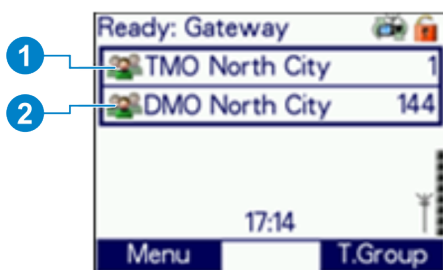 Ready: Gateway
1 TMO North City 1
2 DMO North City 144
17:14
Menu T.Group